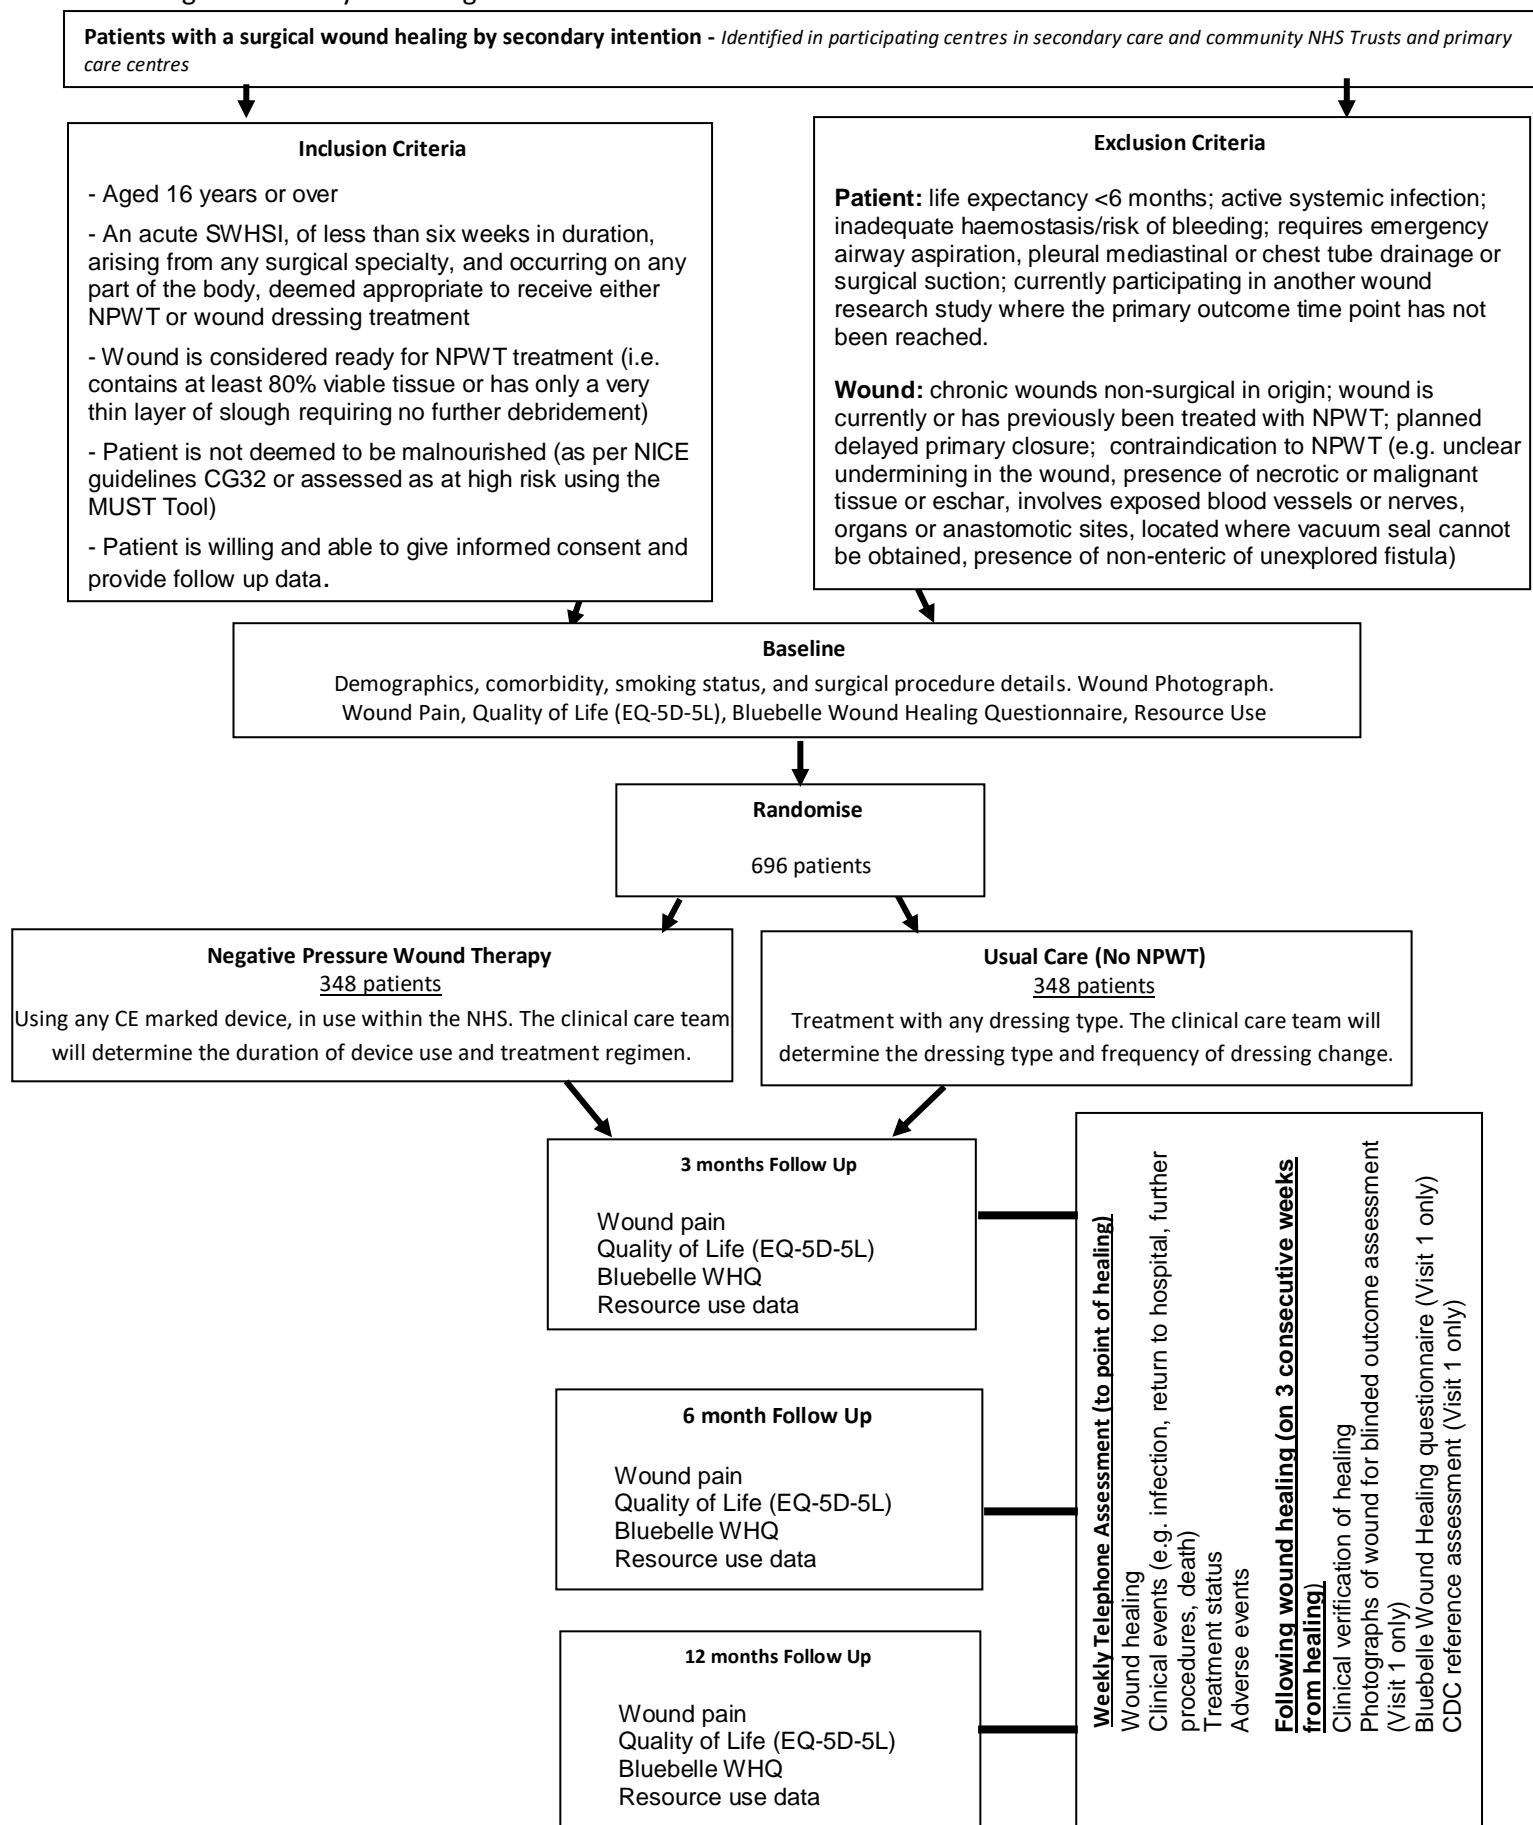 Patients with a surgical wound healing by secondary intention - Identified in participating centres in secondary care and community NHS Trusts and primary
care centres
Inclusion Criteria
- Aged 16 years or over
- An acute SWHSI, of less than six weeks in duration,
arising from any surgical specialty, and occurring on any
part of the body, deemed appropriate to receive either
NPWT or wound dressing treatment
- Wound is considered ready for NPWT treatment (i.e.
contains at least 80% viable tissue or has only a very
thin layer of slough requiring no further debridement)
- Patient is not deemed to be malnourished (as per NICE
guidelines CG32 or assessed as at high risk using the
MUST Tool)
- Patient is willing and able to give informed consent and
provide follow up data.
Exclusion Criteria
Patient: life expectancy <6 months; active systemic infection;
inadequate haemostasis/risk of bleeding; requires emergency
airway aspiration, pleural mediastinal or chest tube drainage or
surgical suction; currently participating in another wound
research study where the primary outcome time point has not
been reached.
Wound: chronic wounds non-surgical in origin; wound is
currently or has previously been treated with NPWT; planned
delayed primary closure; contraindication to NPWT (e.g. unclear
undermining in the wound, presence of necrotic or malignant
tissue or eschar, involves exposed blood vessels or nerves,
organs or anastomotic sites, located where vacuum seal cannot
be obtained, presence of non-enteric of unexplored fistula)
Baseline
Demographics, comorbidity, smoking status, and surgical procedure details. Wound Photograph.
Wound Pain, Quality of Life (EQ-5D-5L), Bluebelle Wound Healing Questionnaire, Resource Use
Randomise
696 patients
Negative Pressure Wound Therapy
348 patients
Using any CE marked device, in use within the NHS. The clinical care team
will determine the duration of device use and treatment regimen.
Usual Care (No NPWT)
348 patients
Treatment with any dressing type. The clinical care team will
determine the dressing type and frequency of dressing change.
3 months Follow Up
Wound pain
Quality of Life (EQ-5D-5L)
Bluebelle WHQ
Resource use data
6 month Follow Up
Wound pain
Quality of Life (EQ-5D-5L)
Bluebelle WHQ
Resource use data
12 months Follow Up
Wound pain
Quality of Life (EQ-5D-5L)
Bluebelle WHQ
Resource use data
Weekly Telephone Assessment (to point of healing)
Wound healing
Clinical events (e.g. infection, return to hospital, further
procedures, death)
Treatment status
Adverse events
Following wound healing (on 3 consecutive weeks
from healing)
Clinical verification of healing
Photographs of wound for blinded outcome assessment
(Visit 1 only)
Bluebelle Wound Healing questionnaire (Visit 1 only)
CDC reference assessment (Visit 1 only)